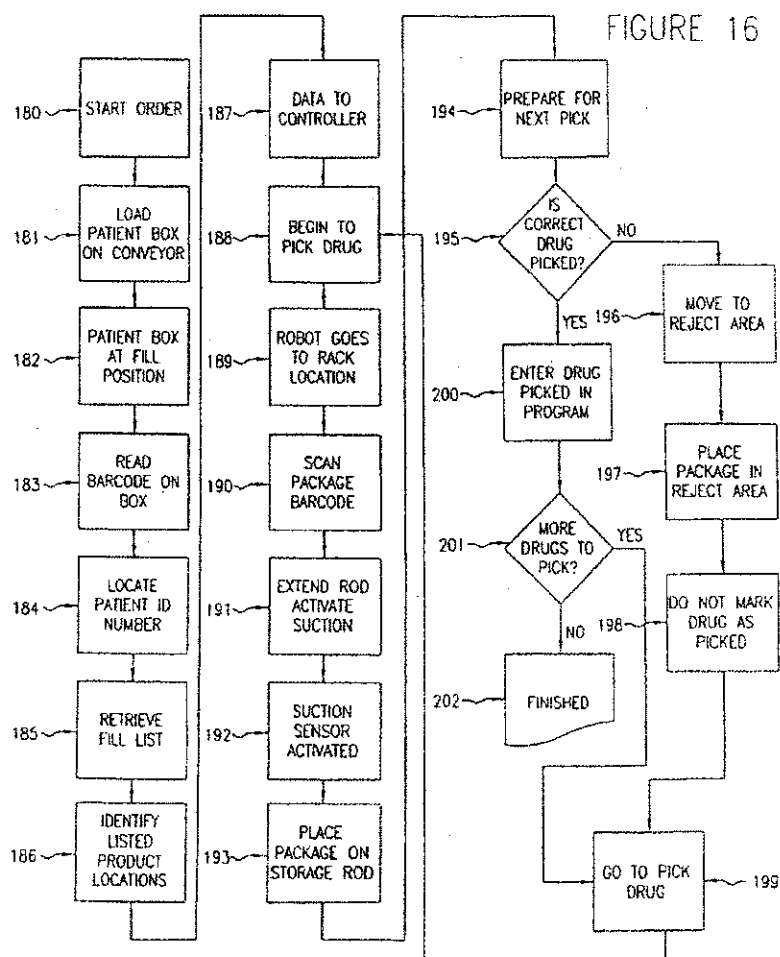 FIGURE 16
180
START ORDER
181
LOAD
PATIENT BOX
ON CONVEYOR
182
PATIENT BOX
AT FILL
POSITION
183
READ
BARCODE ON
BOX
184
LOCATE
PATIENT ID
NUMBER
185
RETRIEVE
FILL LIST
186
IDENTIFY
LISTED
PRODUCT
LOCATIONS
187
DATA TO
CONTROLLER
188
BEGIN TO
PICK DRUG
189
ROBOT GOES
TO RACK
LOCATION
190
SCAN
PACKAGE
BARCODE
191
EXTEND ROD
ACTIVATE
SUCTION
192
SUCTION
SENSOR
ACTIVATED
193
PLACE
PACKAGE ON
STORAGE ROD
194
PREPARE FOR
NEXT PICK
195
IS
CORRECT
DRUG
PICKED?
NO
YES
196
MOVE TO
REJECT AREA
197
PLACE
PACKAGE IN
REJECT AREA
198
DO NOT MARK
DRUG AS
PICKED
200
ENTER DRUG
PICKED IN
PROGRAM
201
MORE
DRUGS TO
PICK?
YES
NO
202
FINISHED
GO TO PICK
DRUG
199